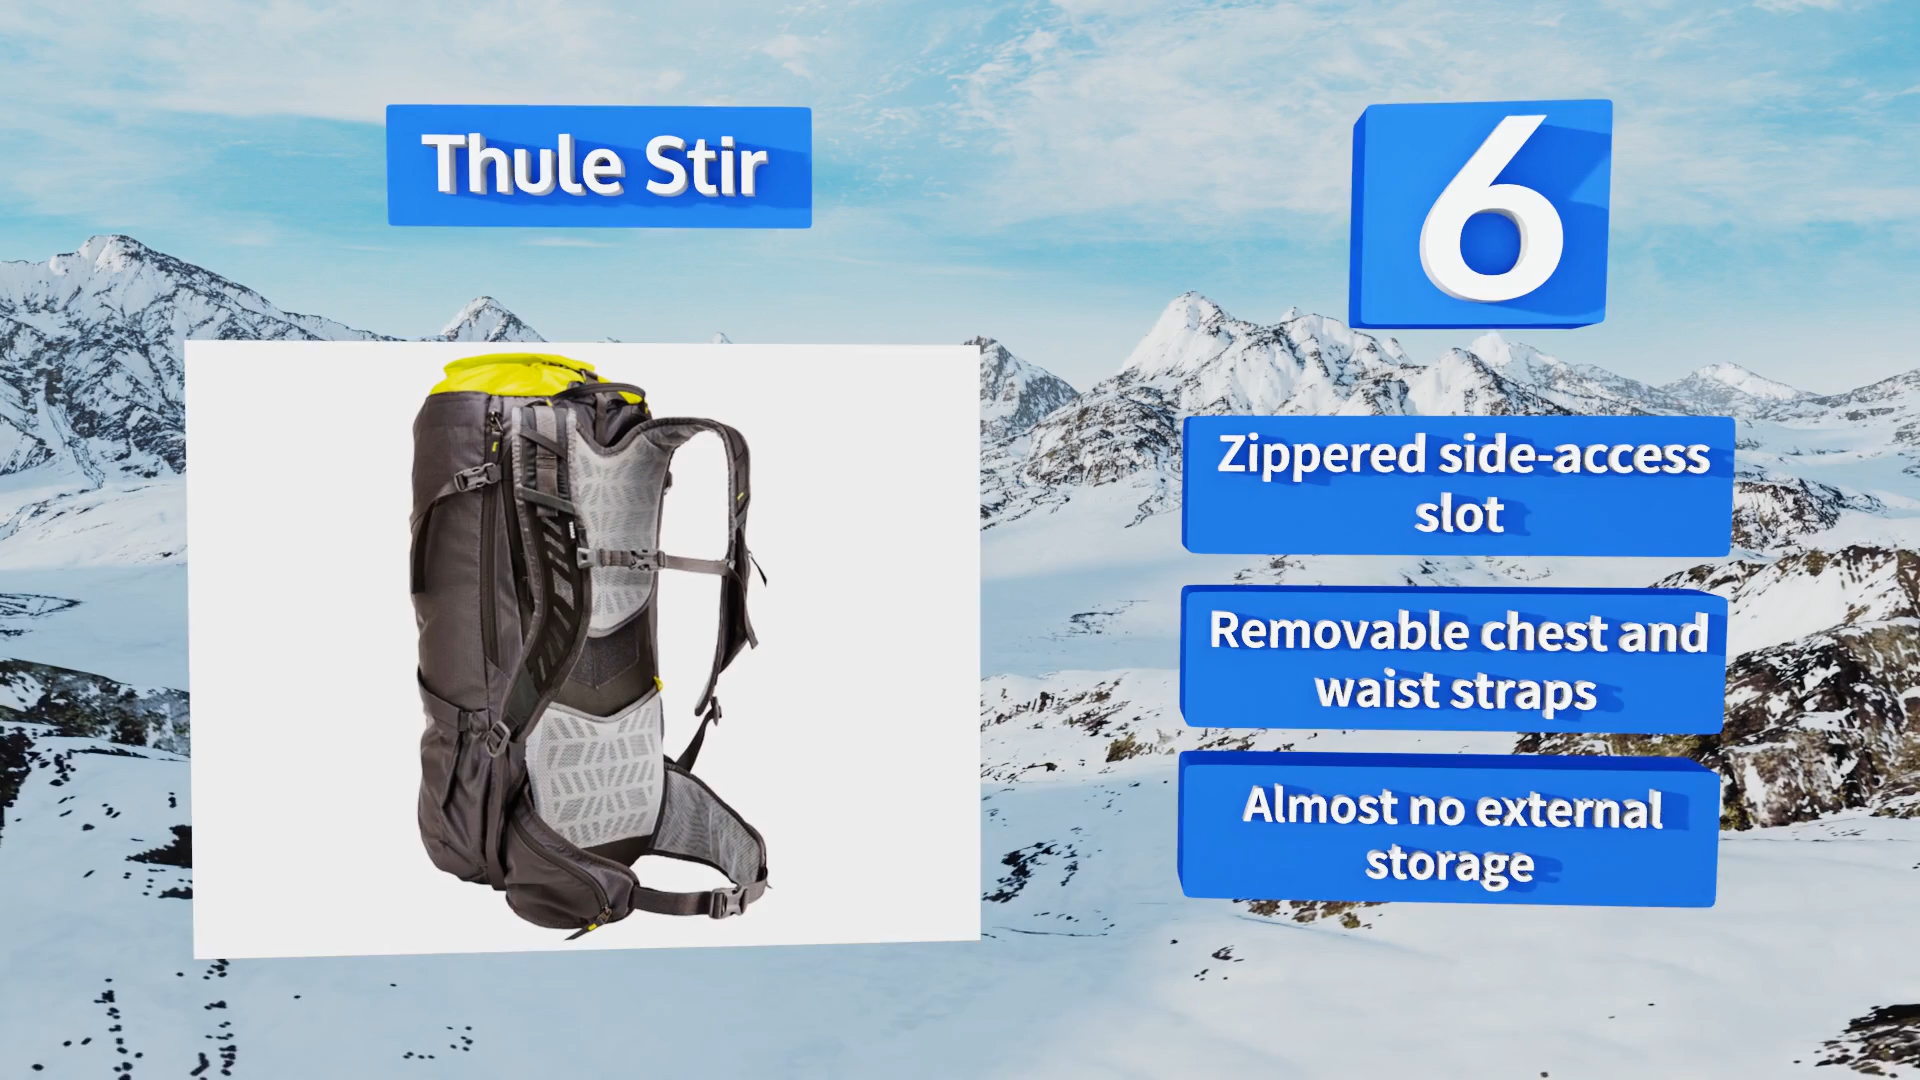 Thule Stir
6
Zippered side-access
slot
Removable chest and
waist straps
Almost no external
storage